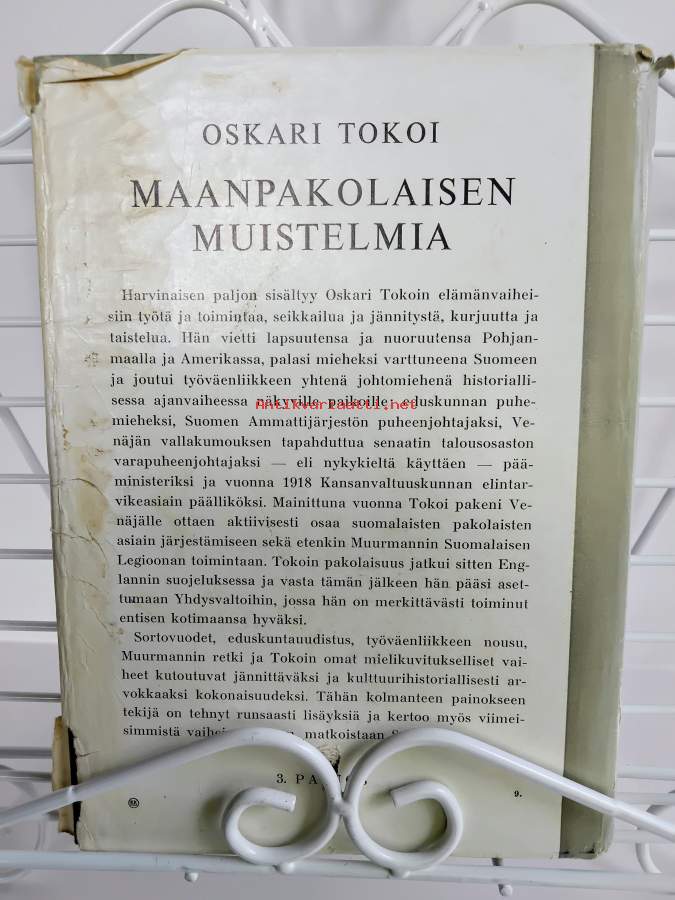 OSKARI TOKOI
MAANPAKOLAISEN
MUISTELMIA
Harvinaisen paljon sisältyy Oskari Tokoin elämänvaihei-
siin työtä ja toimintaa, seikkailua ja jännitystä, kurjuutta ja
taistelua. Hän vietti lapsuutensa ja nuoruutensa Pohjan-
maalla ja Amerikassa, palasi mieheksi varttuneena Suomeen
ja joutui työväenliikkeen yhtenä johtomiehenä historialli-
sessa ajanvaiheessa näkyville paikoille eduskunnan puhe-
Antikvariaatti.net
mieheksi, Suomen Ammattijärjestön puheenjohtajaksi, Ve-
näjän vallakumouksen tapahduttua senaatin talousosaston
varapuheenjohtajaksi — eli nykykieltä käyttäen — pää-
ministeriksi ja vuonna 1918 Kansanvaltuuskunnan elintar-
vikeasiain päälliköksi. Mainittuna vuonna Tokoi pakeni Ve-
näjälle ottaen aktiivisesti osaa suomalaisten pakolaisten
asiain järjestämiseen sekä etenkin Muurmannin Suomalaisen
Legioonan toimintaan. Tokoin pakolaisuus jatkui sitten Eng-
lannin suojeluksessa ja vasta tämän jälkeen hän pääsi aset-
tumaan Yhdysvaltoihin, jossa hän on merkittävästi toiminut
entisen kotimaansa hyväksi.
Sortovuodet, eduskuntauudistus, työväenliikkeen nousu,
Muurmannin retki ja Tokoin omat mielikuvitukselliset vai-
heet kutoutuvat jännittäväksi ja kulttuurihistoriallisesti ar-
vokkaaksi kokonaisuudeksi. Tähän kolmanteen painokseen
tekijä on tehnyt runsaasti lisäyksiä ja kertoo myös viimei-
simmistä matkoistaan
3.
9.